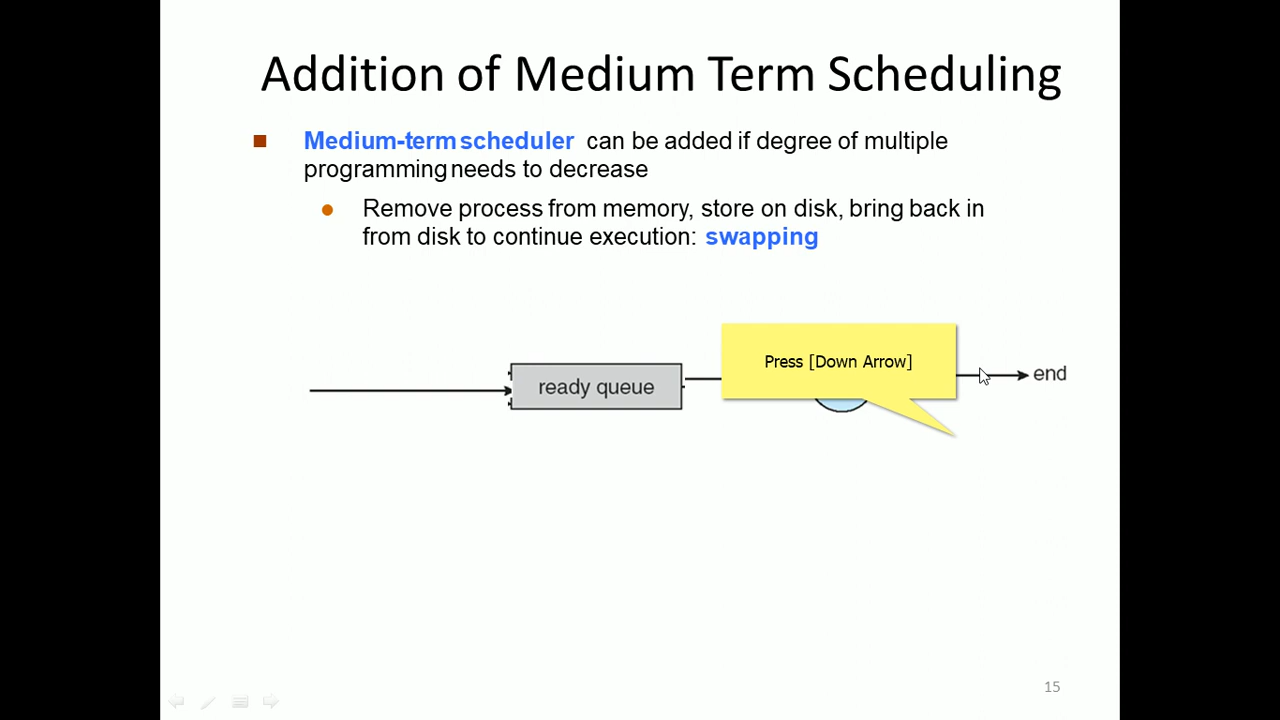 Addition of Medium Term Scheduling
Medium-term scheduler can be added if degree of multiple
programming needs to decrease
Remove process from memory, store on disk, bring back in
from disk to continue execution: swapping
Press [Down Arrow]
ready queue
end
15